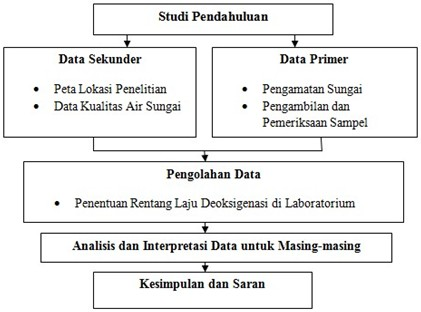 Studi Pendahuluan
Data Sekunder
• Peta Lokasi Penelitian
• Data Kualitas Air Sungai
Data Primer
• Pengamatan Sungai
• Pengambilan dan
Pemeriksaan Sampel
Pengolahan Data
• Penentuan Rentang Laju Deoksigenasi di Laboratorium
Analisis dan Interpretasi Data untuk Masing-masing
Kesimpulan dan Saran